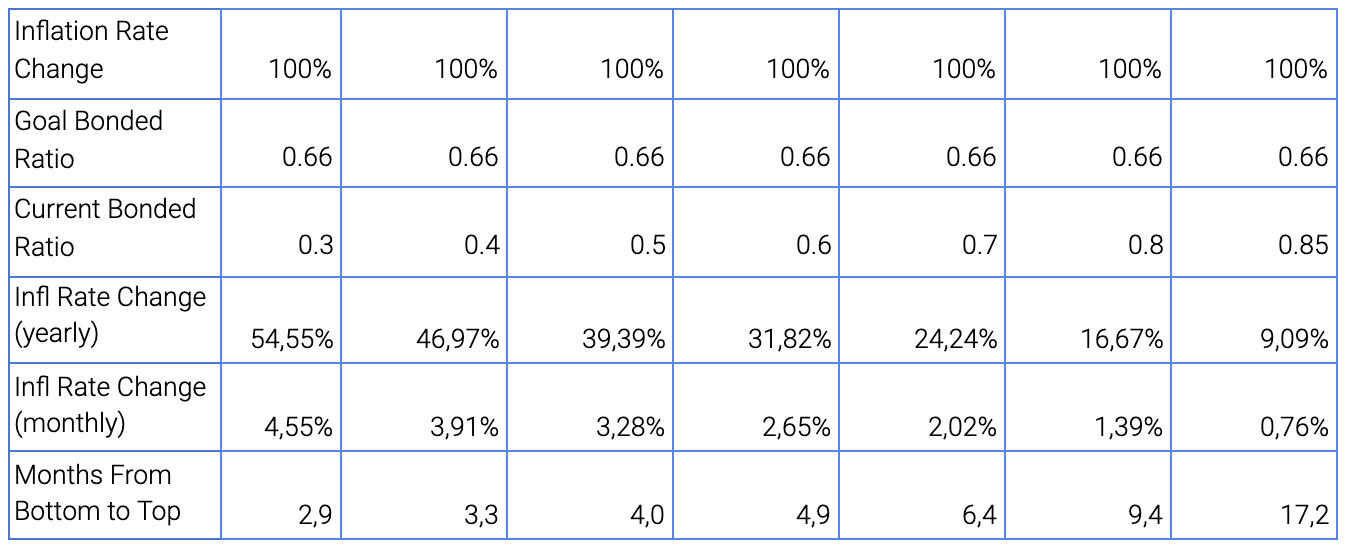 Inflation Rate
Change 100% 100% 100% 100% 100% 100% 100%
Goal Bonded
Ratio 0.66 0.66 0.66 0.66 0.66 0.66 0.66
Current Bonded
Ratio 0.3 0.4 0.5 0.6 0.7 0.8 0.85
Infl Rate Change
(yearly) 54,55% 46,97% 39,39% 31,82% 24,24% 16,67% 9,09%
Infl Rate Change
(monthly) 4,55% 3,91% 3,28% 2,65% 2,02% 1,39% 0,76%
Months From
Bottom to Top 2,9 3,3 4,0 4,9 6,4 9,4 17,2